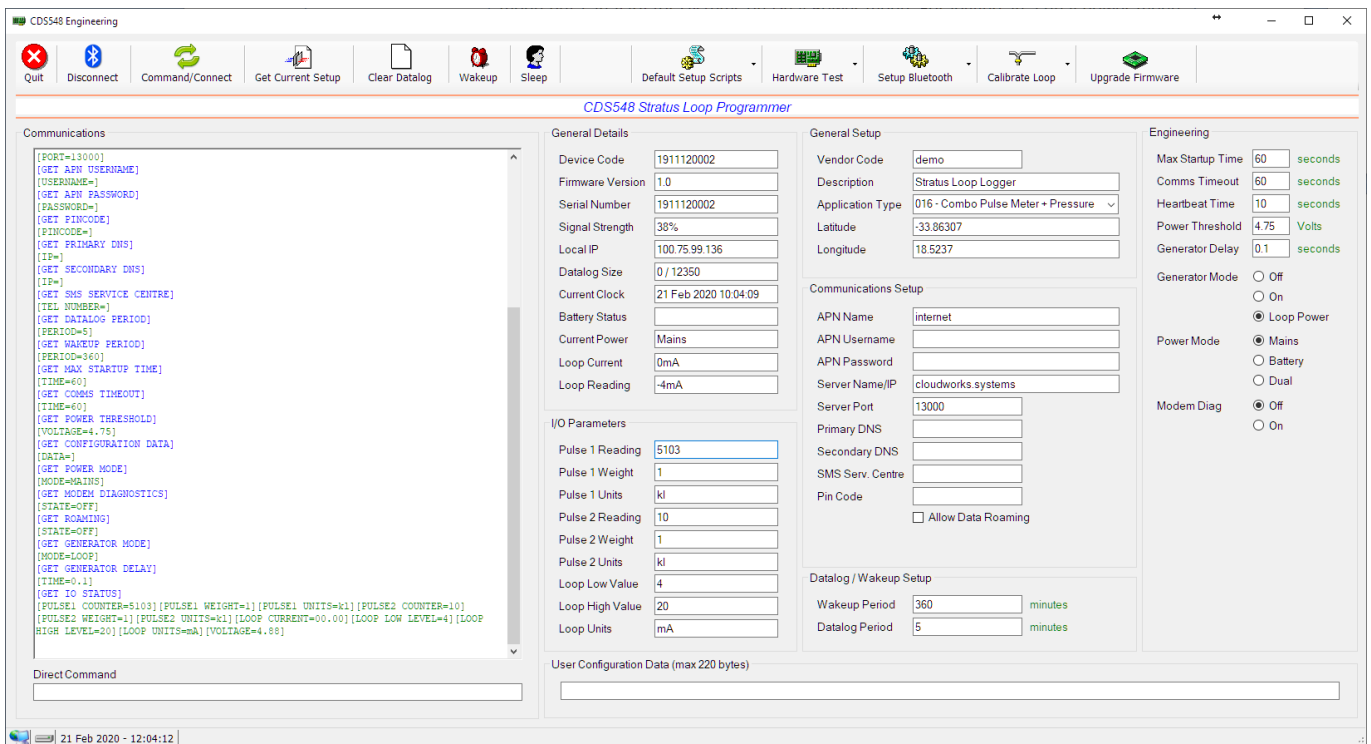 CDS548 Engineering
Quit
Disconnect
Command/Connect
Get Current Setup
Clear Datalog
Wakeup
Sleep
Default Setup Scripts
Hardware Test
Setup Bluetooth
Calibrate Loop
Upgrade Firmware
CDS548 Stratus Loop Programmer
Communications
[PORT=13000]
[GET APN USERNAME]
[USERNAME=]
[GET APN PASSWORD]
[PASSWORD=]
[GET PINCODE]
[PINCODE=]
[GET PRIMARY DNS]
[IP=]
[GET SECONDARY DNS]
[IP=]
[GET SMS SERVICE CENTRE]
[TEL NUMBER=]
[GET DATALOG PERIOD]
[PERIOD=5]
[GET WAKEUP PERIOD]
[PERIOD=360]
[GET MAX STARTUP TIME]
[TIME=60]
[GET COMMS TIMEOUT]
[TIME=60]
[GET POWER THRESHOLD]
[VOLTAGE=4.75]
[GET CONFIGURATION DATA]
[DATA=]
[GET POWER MODE]
[MODE=MAINS]
[GET MODEM DIAGNOSTICS]
[STATE=OFF]
[GET ROAMING]
[STATE=OFF]
[GET GENERATOR MODE]
[MODE=LOOP]
[GET GENERATOR DELAY]
[TIME=0.1]
[GET IO STATUS]
[PULSE1 COUNTER=5103][PULSE1 WEIGHT=1][PULSE1 UNITS=kl][PULSE2 COUNTER=10]
[PULSE2 WEIGHT=1][PULSE2 UNITS=kl][LOOP CURRENT=00.00][LOOP LOW LEVEL=4][LOOP
HIGH LEVEL=20][LOOP UNITS=mA][VOLTAGE=4.88]
Direct Command
General Details
Device Code 1911120002
Firmware Version 1.0
Serial Number 1911120002
Signal Strength 38%
Local IP 100.75.99.136
Datalog Size 0 / 12350
Current Clock 21 Feb 2020 10:04:09
Battery Status
Current Power Mains
Loop Current 0mA
Loop Reading -4mA
I/O Parameters
Pulse 1 Reading 5103
Pulse 1 Weight 1
Pulse 1 Units kl
Pulse 2 Reading 10
Pulse 2 Weight 1
Pulse 2 Units kl
Loop Low Value 4
Loop High Value 20
Loop Units mA
General Setup
Vendor Code demo
Description Stratus Loop Logger
Application Type 016 - Combo Pulse Meter + Pressure
Latitude -33.86307
Longitude 18.5237
Communications Setup
APN Name internet
APN Username
APN Password
Server Name/IP cloudworks.systems
Server Port 13000
Primary DNS
Secondary DNS
SMS Serv. Centre
Pin Code
Allow Data Roaming
Datalog / Wakeup Setup
Wakeup Period 360 minutes
Datalog Period 5 minutes
Engineering
Max Startup Time 60 seconds
Comms Timeout 60 seconds
Heartbeat Time 10 seconds
Power Threshold 4.75 Volts
Generator Delay 0.1 seconds
Generator Mode Off
On
Loop Power
Power Mode Mains
Battery
Dual
Modem Diag Off
On
User Configuration Data (max 220 bytes)
21 Feb 2020 - 12:04:12